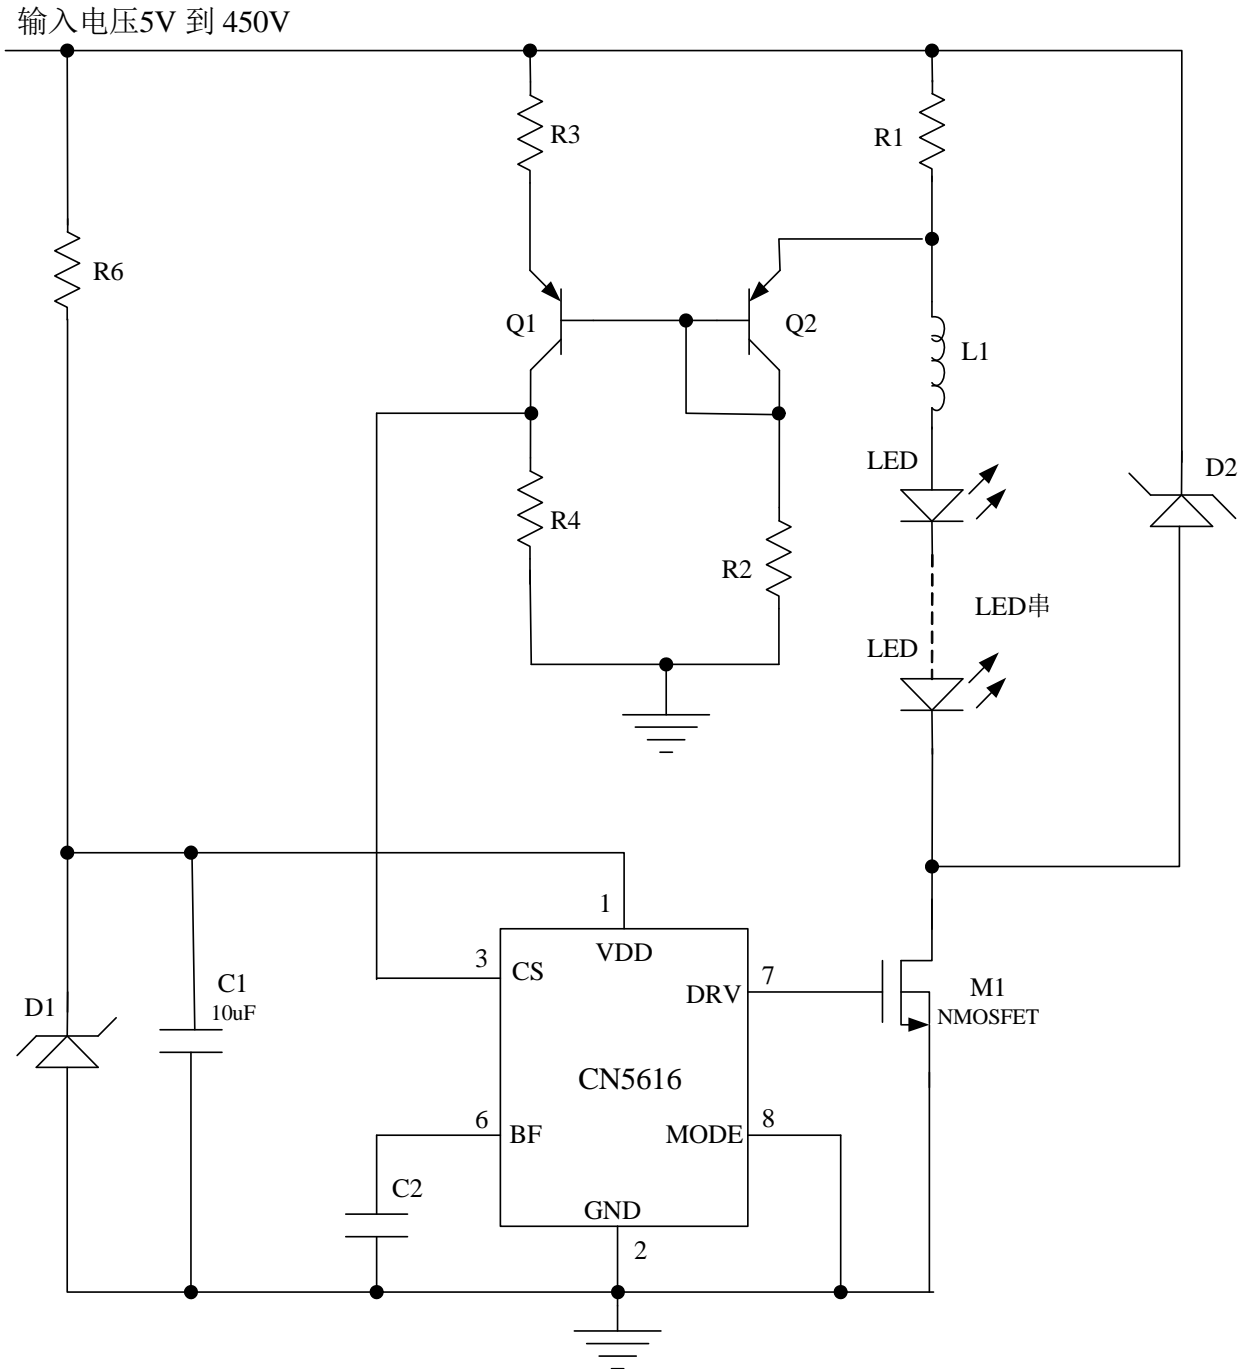 输入电压5V 到 450V
R3
R1
R6
Q1
Q2
L1
LED
D2
R4
R2
LED串
LED
1
VDD
3
CS
C1
10uF
D1
7
DRV
M1
NMOSFET
CN5616
6
BF
8
MODE
C2
GND
2